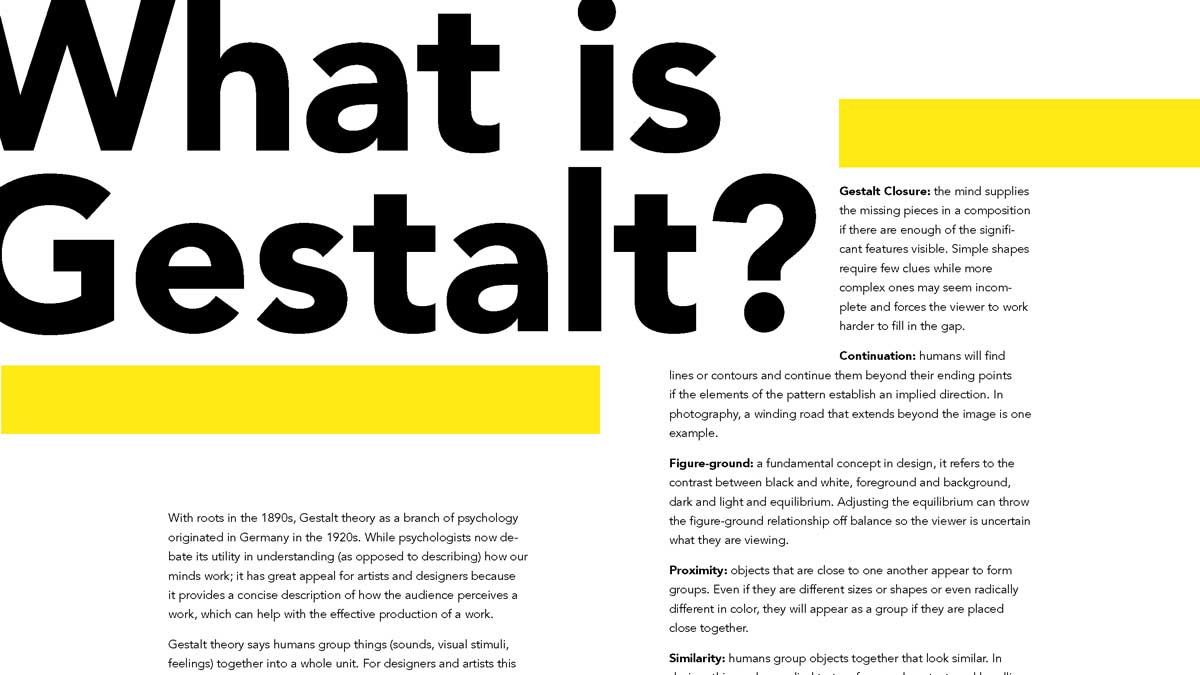 What is
Gestalt?
With roots in the 1890s, Gestalt theory as a branch of psychology
originated in Germany in the 1920s. While psychologists now de-
bate its utility in understanding (as opposed to describing) how our
minds work; it has great appeal for artists and designers because
it provides a concise description of how the audience perceives a
work, which can help with the effective production of a work.
Gestalt theory says humans group things (sounds, visual stimuli,
feelings) together into a whole unit. For designers and artists this
Gestalt Closure: the mind supplies
the missing pieces in a composition
if there are enough of the signifi-
cant features visible. Simple shapes
require few clues while more
complex ones may seem incom-
plete and forces the viewer to work
harder to fill in the gap.
Continuation: humans will find
lines or contours and continue them beyond their ending points
if the elements of the pattern establish an implied direction. In
photography, a winding road that extends beyond the image is one
example.
Figure-ground: a fundamental concept in design, it refers to the
contrast between black and white, foreground and background,
dark and light and equilibrium. Adjusting the equilibrium can throw
the figure-ground relationship off balance so the viewer is uncertain
what they are viewing.
Proximity: objects that are close to one another appear to form
groups. Even if they are different sizes or shapes or even radically
different in color, they will appear as a group if they are placed
close together.
Similarity: humans group objects together that look similar. In